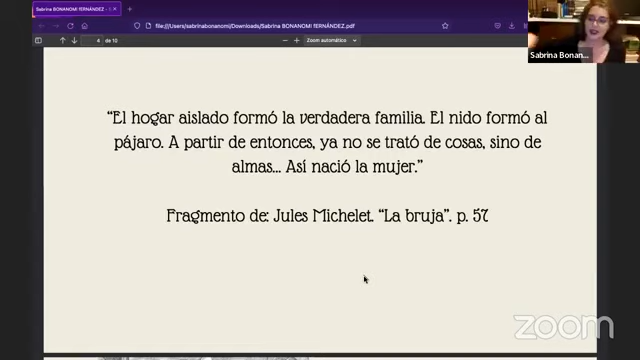 Sabrina BONANOMI FERNÁNDEZ -
file:///Users/sabrinabonanomi/Downloads/Sabrina BONANOMI FERNÁNDEZ.pdf
4 de 10
Zoom automático
Sabrina Bonan...
“El hogar aislado formó la verdadera familia. El nido formó al
pájaro. A partir de entonces, ya no se trató de cosas, sino de
almas... Así nació la mujer.”
Fragmento de: Jules Michelet. “La bruja”. p. 57
zoom